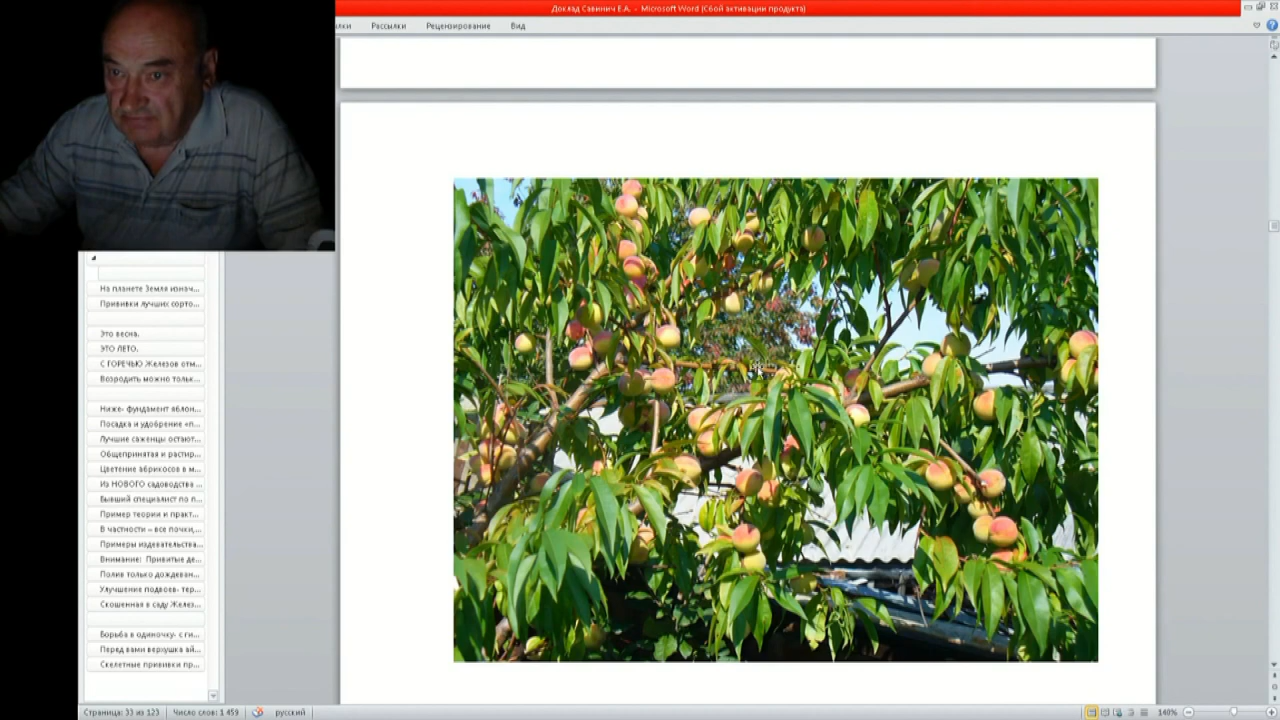 Доклад Савинич Е.А. - Microsoft Word (Сбой активации продукта)
лки Рассылки Рецензирование Вид
На планете Земля изнач...
Прививки лучших сорто...
Это весна.
ЭТО ЛЕТО.
С ГОРЕЧЬЮ Железов отм...
Возродить можно тольк...
Ниже- фундамент яблон...
Посадка и удобрение «п...
Лучшие саженцы остают...
Общепринятая и растир...
Цветение абрикосов в м...
Из НОВОГО садоводства ...
Бывший специалист по п...
Пример теории и практ...
В частности – все почки,...
Примеры издевательства...
Внимание: Привитые де...
Полив только дождеван...
Улучшение подвоев- тер...
Скошенная в саду Желез...
Борьба в одиночку- с ги...
Перед вами верхушка ай...
Скелетные прививки пр...
Страница: 33 из 123 Число слов: 1 459 русский 140%